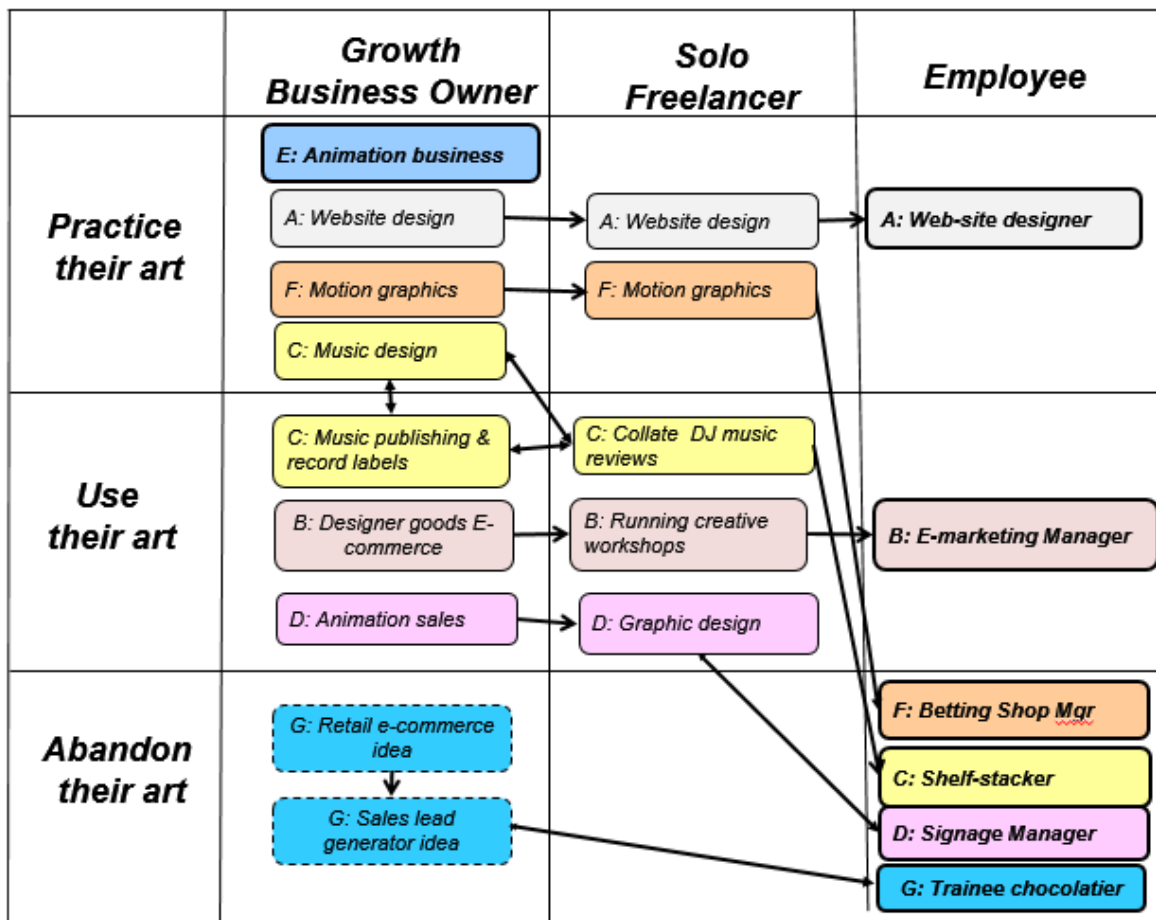 Growth
Business Owner
Solo
Freelancer
Employee
Practice
their art
E: Animation business
A: Website design
A: Website design
A: Web-site designer
F: Motion graphics
F: Motion graphics
C: Music design
Use
their art
C: Music publishing &
record labels
C: Collate DJ music
reviews
B: Designer goods E-
commerce
B: Running creative
workshops
B: E-marketing Manager
D: Animation sales
D: Graphic design
Abandon
their art
G: Retail e-commerce
idea
G: Sales lead
generator idea
F: Betting Shop Mgr
C: Shelf-stacker
D: Signage Manager
G: Trainee chocolatier